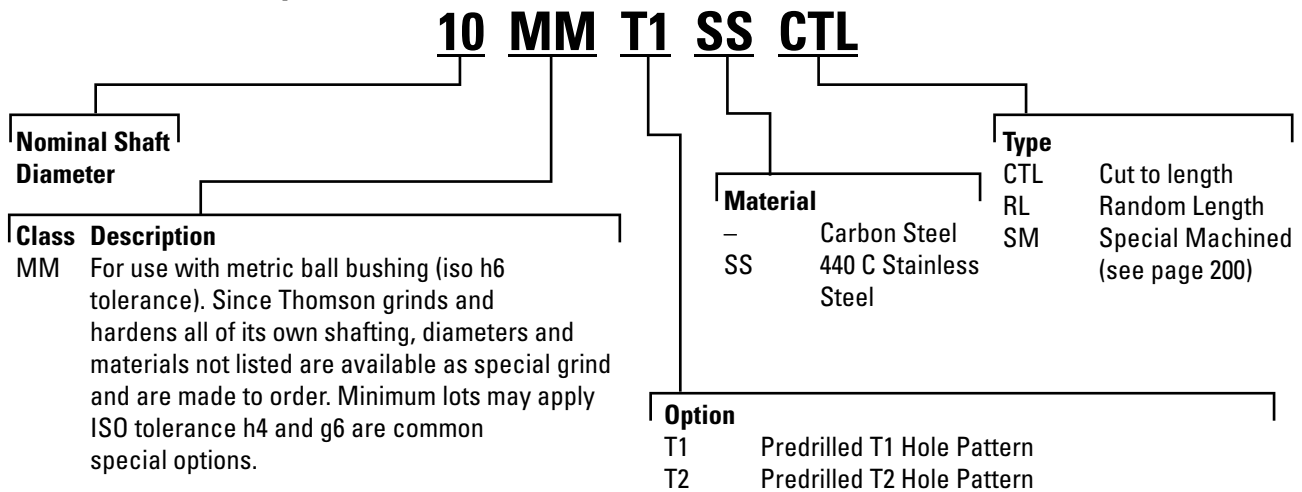 10 MM T1 SS CTL
Nominal Shaft
Diameter
Class Description
MM For use with metric ball bushing (iso h6
tolerance). Since Thomson grinds and
hardens all of its own shafting, diameters and
materials not listed are available as special grind
and are made to order. Minimum lots may apply
ISO tolerance h4 and g6 are common
special options.
Material
– Carbon Steel
SS 440 C Stainless
Steel
Type
CTL Cut to length
RL Random Length
SM Special Machined
(see page 200)
Option
T1 Predrilled T1 Hole Pattern
T2 Predrilled T2 Hole Pattern